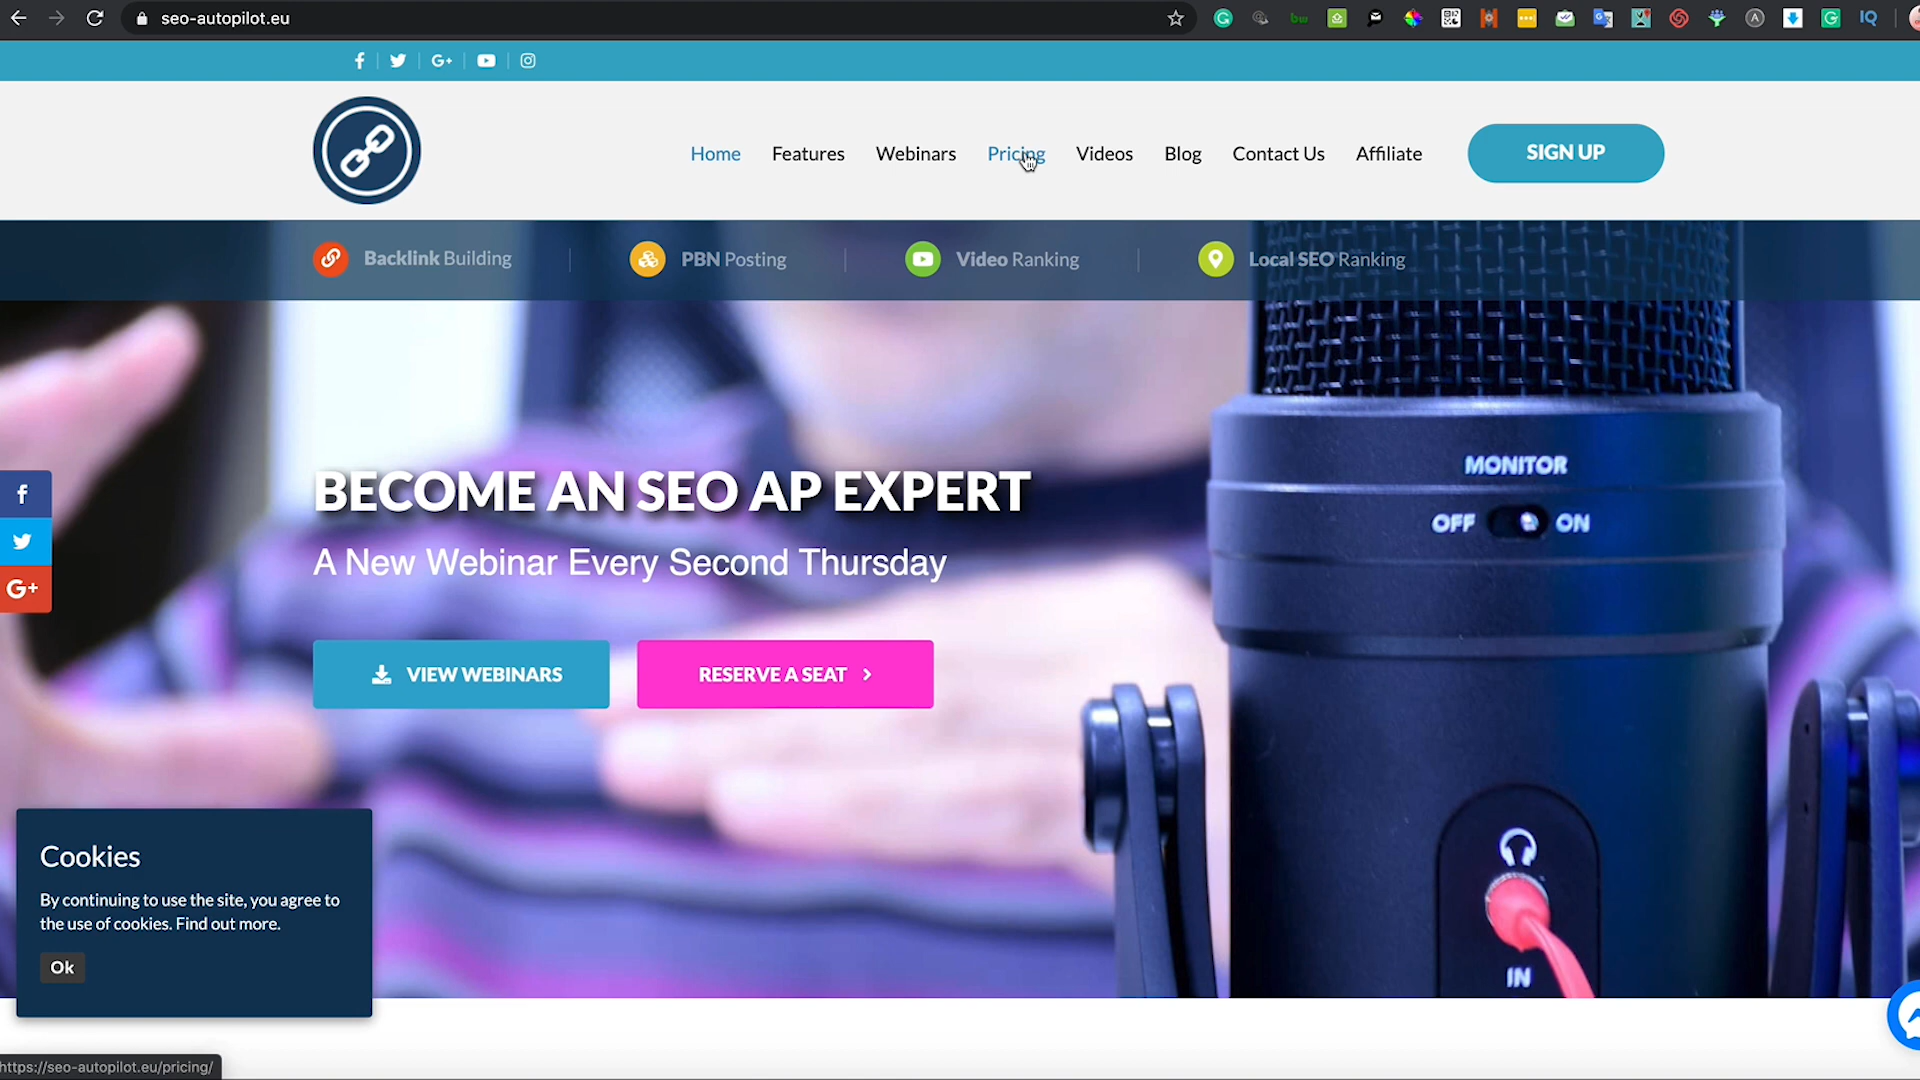 seo-autopilot.eu
bw
A
IQ
f
G+
Home
Features
Webinars
Pricing
Videos
Blog
Contact Us
Affiliate
SIGN UP
Backlink Building
PBN Posting
Video Ranking
Local SEO Ranking
MONITOR
OFF
ON
BECOME AN SEO AP EXPERT
A New Webinar Every Second Thursday
f
G+
VIEW WEBINARS
RESERVE A SEAT
IN
Cookies
By continuing to use the site, you agree to
the use of cookies. Find out more.
Ok
https://seo-autopilot.eu/pricing/